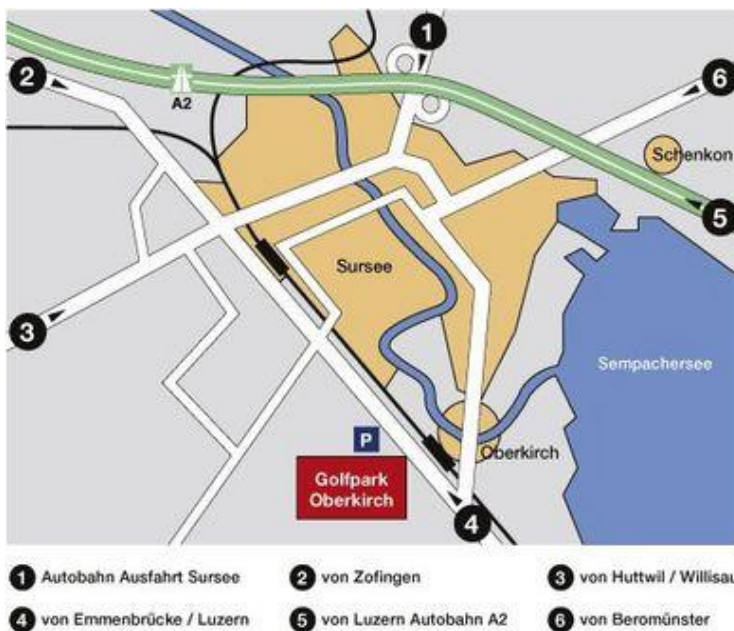 1
2
6
A2
Schenkon
5
Sursee
3
Sempachersee
P
Oberkirch
Golfpark
Oberkirch
4
1 Autobahn Ausfahrt Sursee
2 von Zofingen
3 von Huttwil / Willisau
4 von Emmenbrücke / Luzern
5 von Luzern Autobahn A2
6 von Beromünster